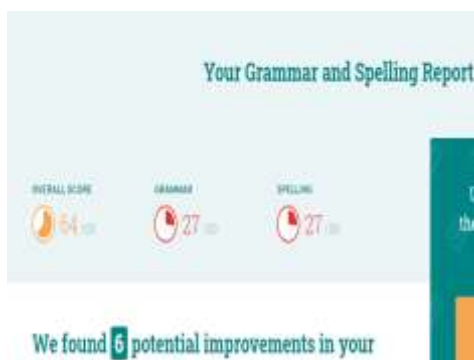 Your Grammar and Spelling Report
OVERALL SCORE
GRAMMAR
SPELLING
64
27
27
We found 6 potential improvements in your